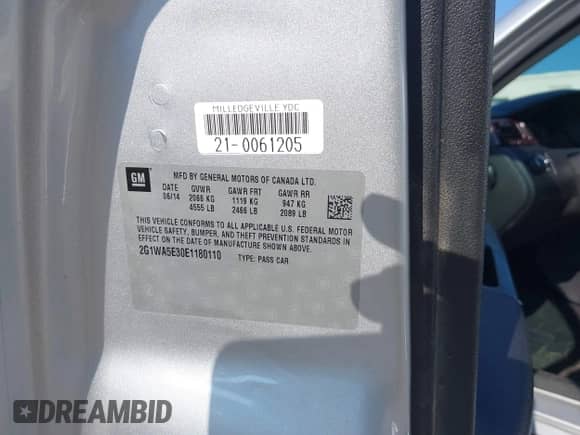 MILLEDGEVILLE YDC
21-0061205
GM
MFD BY GENERAL MOTORS OF CANADA LTD.
DATE GVWR GAWR FRT GAWR RR
06/14 2066 KG 1119 KG 947 KG
4555 LB 2466 LB 2089 LB
THIS VEHICLE CONFORMS TO ALL APPLICABLE U.S. FEDERAL MOTOR
VEHICLE SAFETY, BUMPER, AND THEFT PREVENTION STANDARDS IN
EFFECT ON THE DATE OF MANUFACTURE SHOWN ABOVE.
2G1WA5E30E1180110 TYPE: PASS CAR
DREAMBID